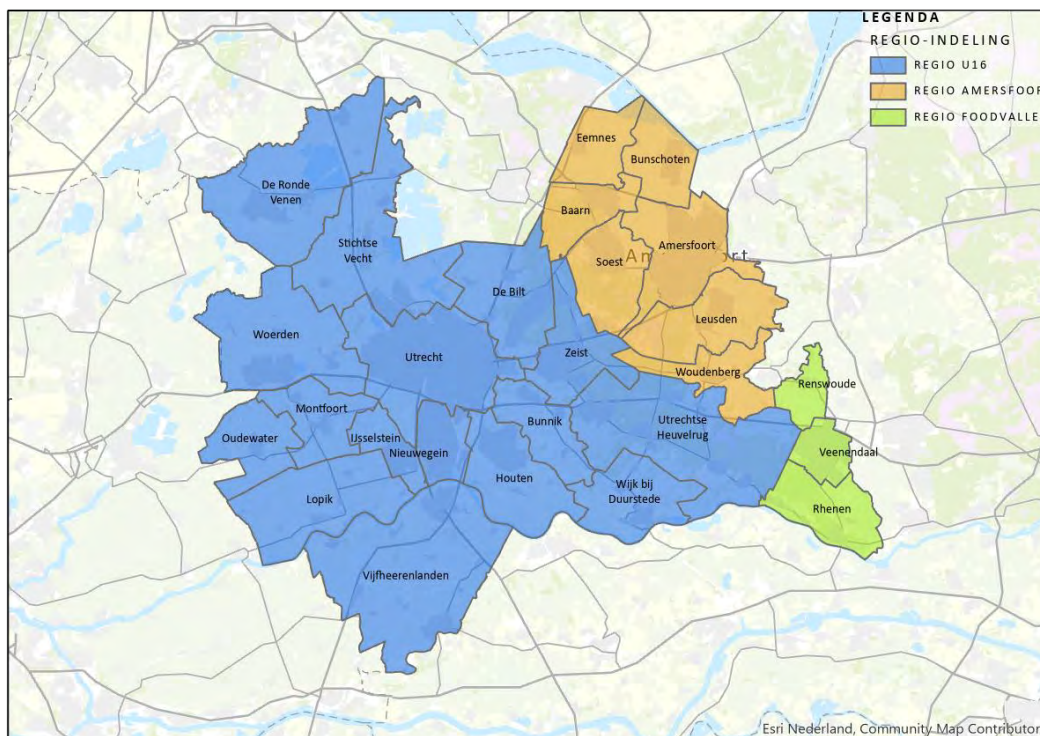 LEGENDA
REGIO-INDELING
REGIO U16
REGIO AMERSFOOR
REGIO FOODVALLE
Eemnes
Bunschoten
De Ronde
Venen
Baarn
Stichtse
Vecht
Amersfoort
Soest
De Bilt
Leusden
Woerden
Utrecht
Zeist
Woudenberg
Renswoude
Montfoort
Bunnik
Utrechtse
Heuvelrug
Oudewater
IJsselstein
Nieuwegein
Veenendaal
Houten
Wijk bij
Duurstede
Lopik
Rhenen
Vijfheerenlanden
Esri Nederland, Community Map Contributor